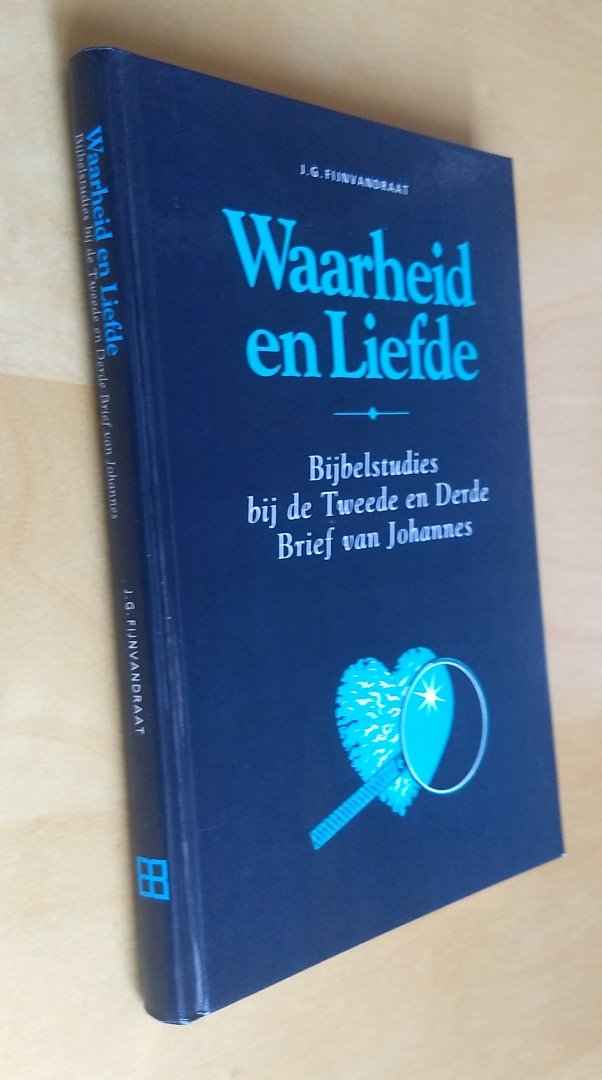 J.G. FIJNVANDRAAT
Waarheid
en Liefde
Bijbelstudies
bij de Tweede en Derde
Brief van Johannes
Waarheid en Liefde
Bijbelstudies bij de Tweede en Derde Brief van Johannes
J.G. FIJNVANDRAAT